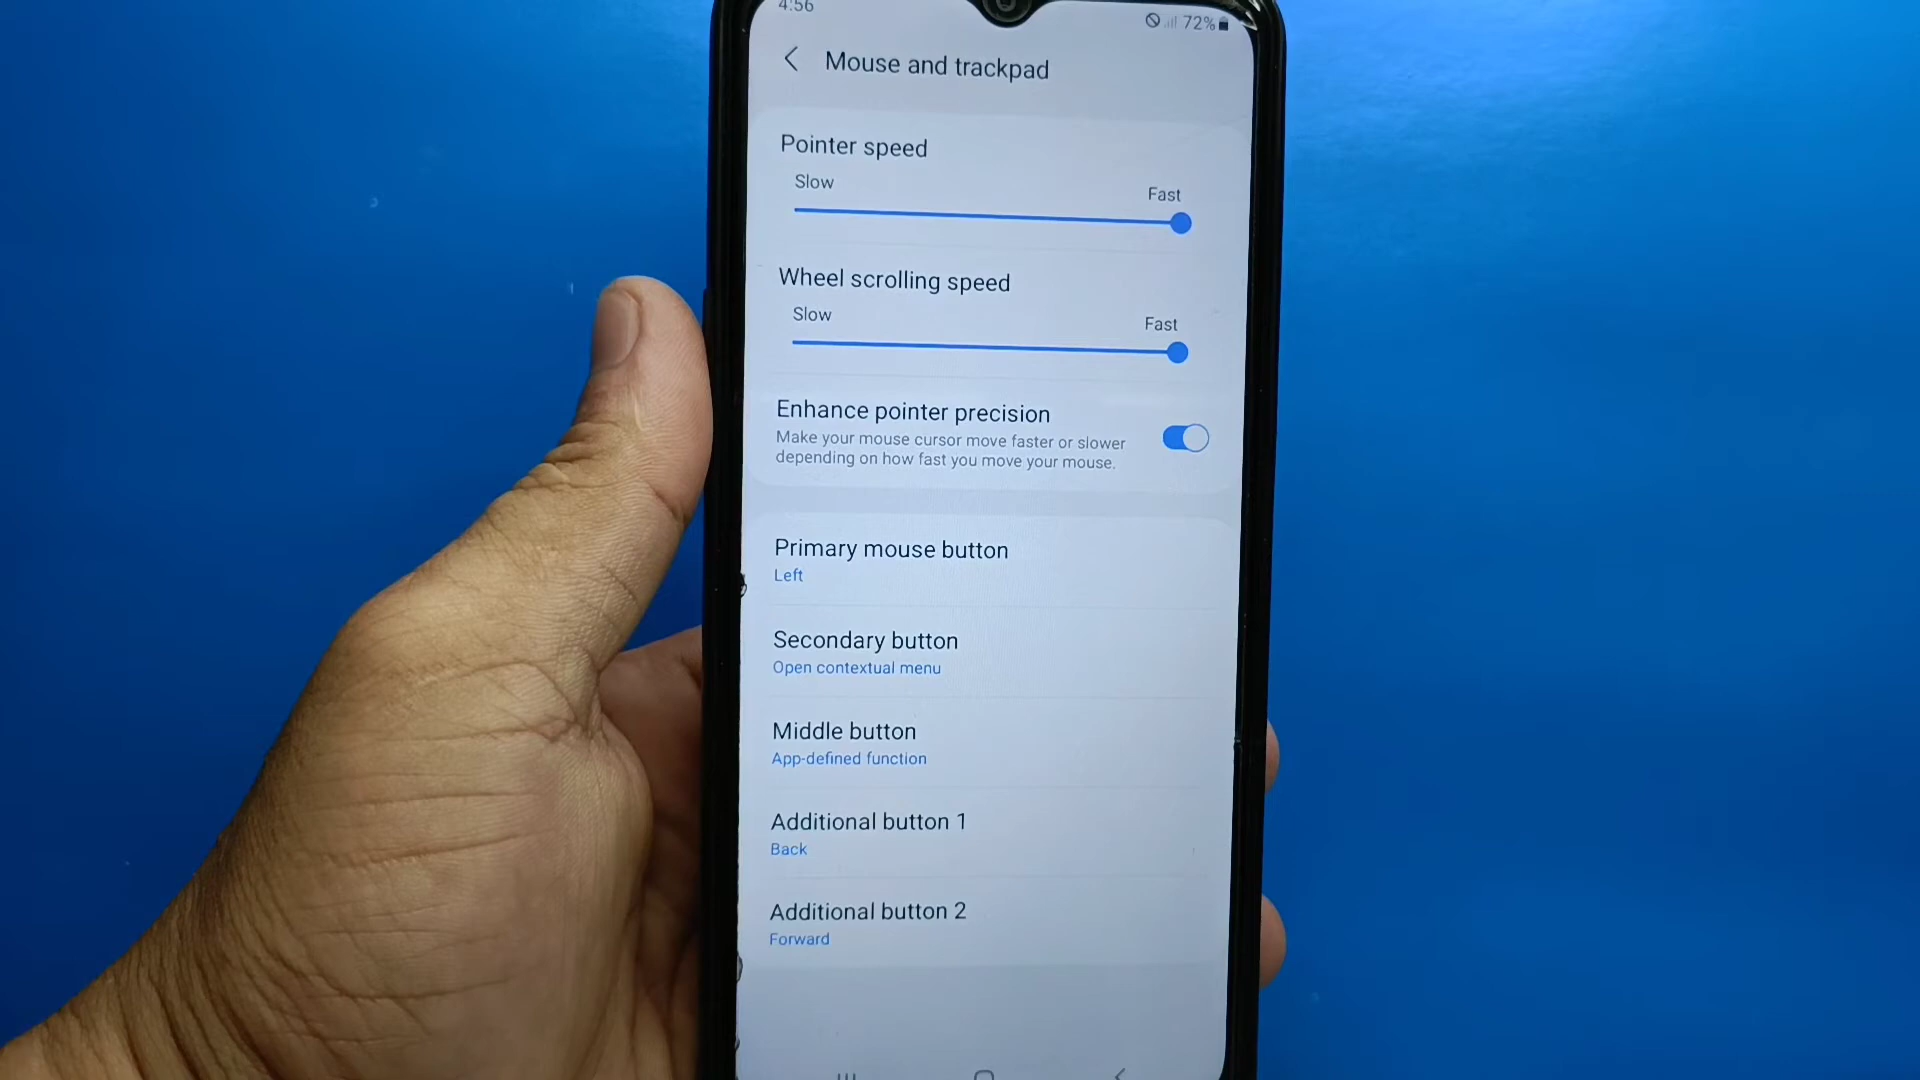 4:56
72%
Mouse and trackpad
Pointer speed
Slow
Fast
Wheel scrolling speed
Slow
Fast
Enhance pointer precision
Make your mouse cursor move faster or slower
depending on how fast you move your mouse.
Primary mouse button
Left
Secondary button
Open contextual menu
Middle button
App-defined function
Additional button 1
Back
Additional button 2
Forward